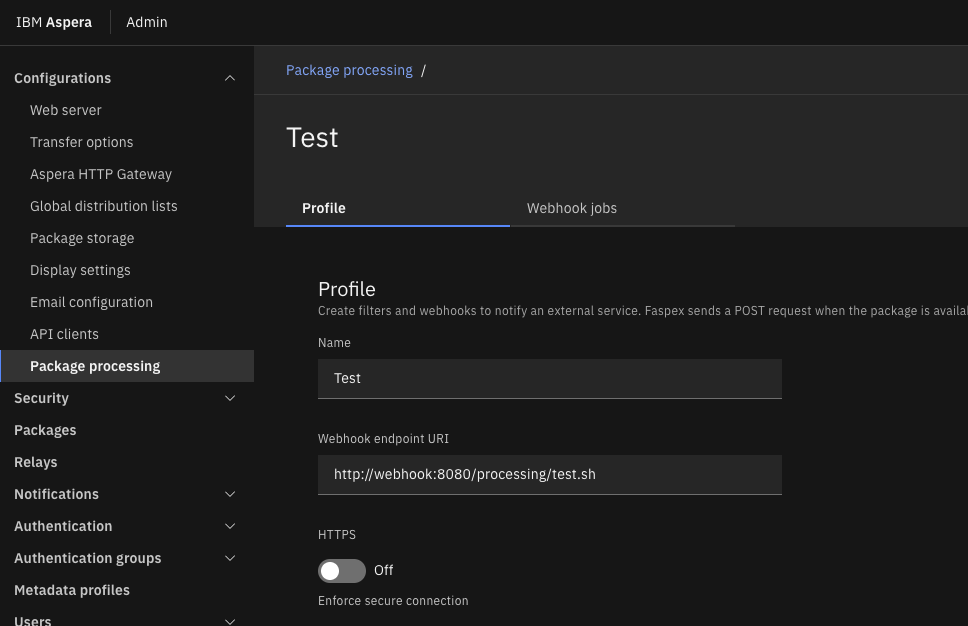 IBM Aspera
Admin
Configurations
Web server
Transfer options
Aspera HTTP Gateway
Global distribution lists
Package storage
Display settings
Email configuration
API clients
Package processing
Security
Packages
Relays
Notifications
Authentication
Authentication groups
Metadata profiles
Users
Package processing /
Test
Profile
Webhook jobs
Profile
Create filters and webhooks to notify an external service. Faspex sends a POST request when the package is
Name
Test
Webhook endpoint URI
http://webhook:8080/processing/test.sh
HTTPS
Off
Enforce secure connection